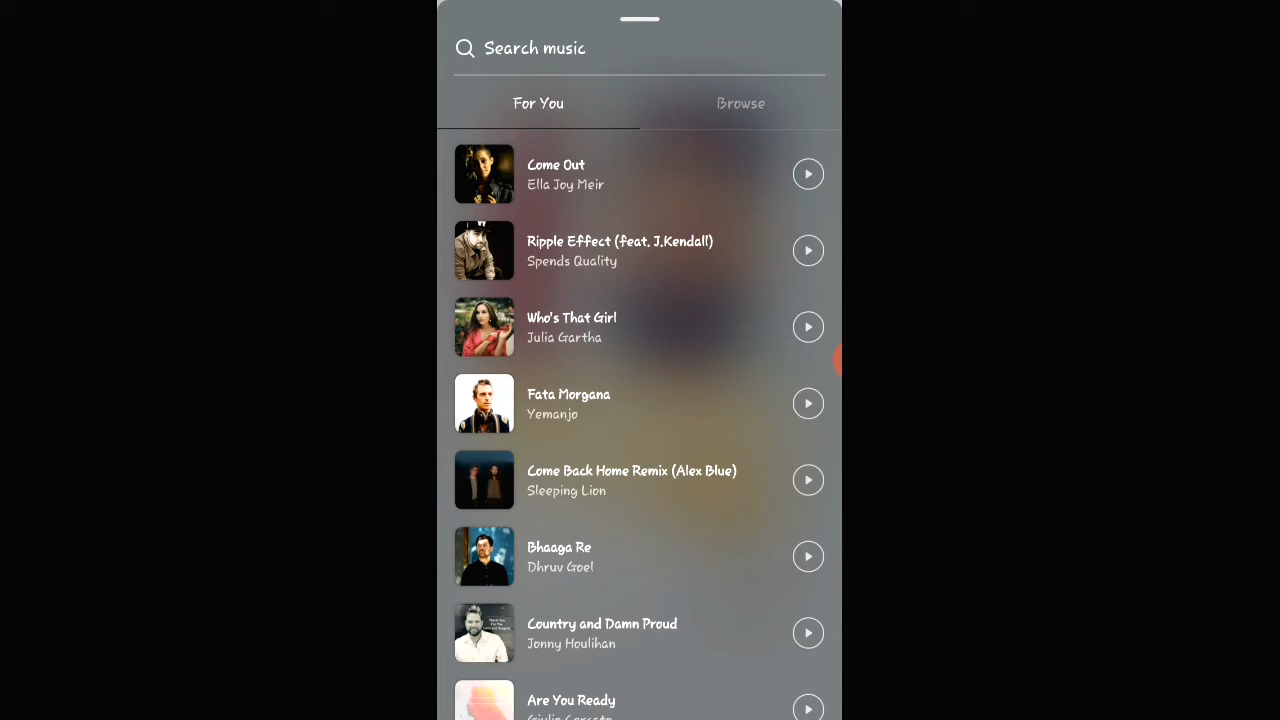 Search music
For You
Browse
Come Out
Ella Joy Meir
Ripple Effect (feat. J.Kendall)
Spends Quality
Who's That Girl
Julia Gartha
Fata Morgana
Yemanjo
Come Back Home Remix (Alex Blue)
Sleeping Lion
Bhaaga Re
Dhruv Goel
Country and Damn Proud
Jonny Houlihan
Are You Ready